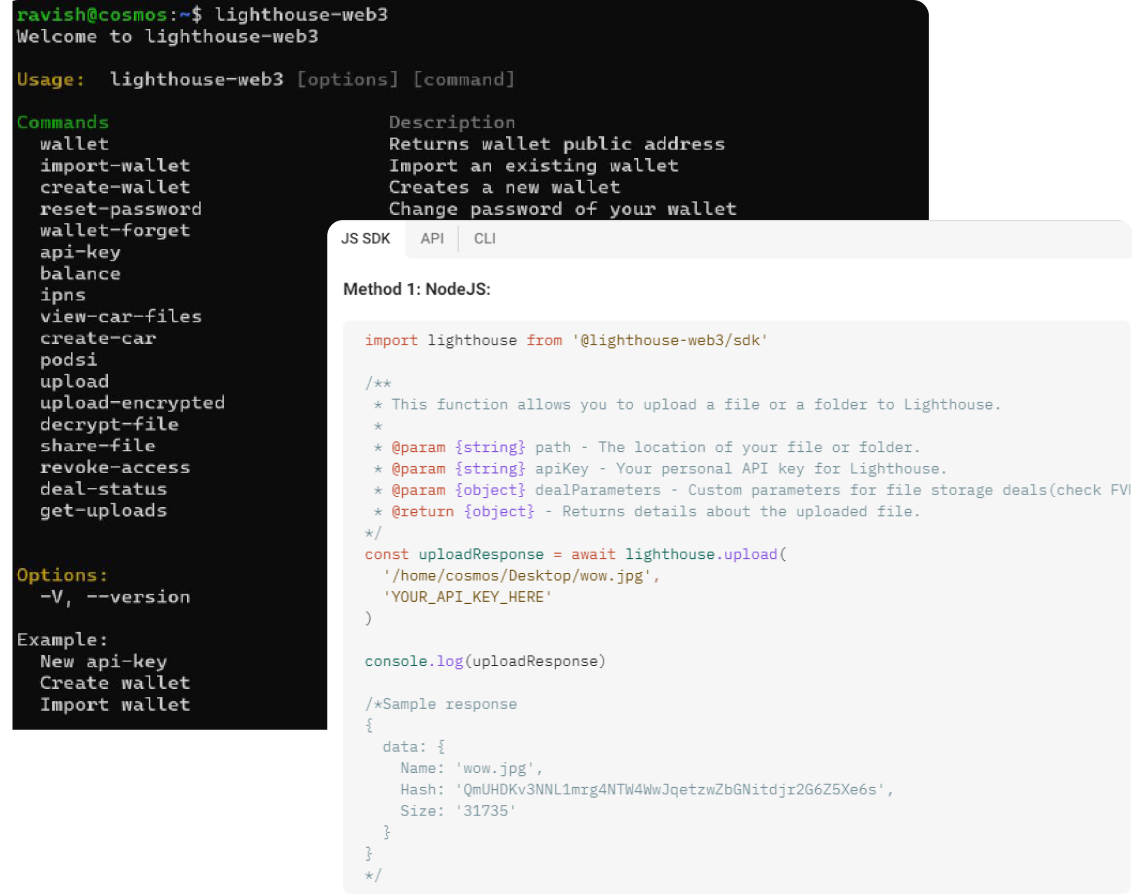 ravish@cosmos:~$ lighthouse-web3
Welcome to lighthouse-web3
Usage:  lighthouse-web3 [options] [command]
Commands Description
wallet Returns wallet public address
import-wallet Import an existing wallet
create-wallet Creates a new wallet
reset-password Change password of your wallet
wallet-forget
api-key
balance
ipns
view-car-files
create-car
podsi
upload
upload-encrypted
decrypt-file
share-file
revoke-access
deal-status
get-uploads
Options:
-V, --version
Example:
New api-key
Create wallet
Import wallet
JS SDK API CLI
Method 1: NodeJS:
import lighthouse from '@lighthouse-web3/sdk'
/**
* This function allows you to upload a file or a folder to Lighthouse.
*
* @param {string} path - The location of your file or folder.
* @param {string} apiKey - Your personal API key for Lighthouse.
* @param {object} dealParameters - Custom parameters for file storage deals(check
* @return {object} - Returns details about the uploaded file.
*/
const uploadResponse = await lighthouse.upload(
'/home/cosmos/Desktop/wow.jpg',
'YOUR_API_KEY_HERE'
)
console.log(uploadResponse)
/*Sample response
{
data: {
Name: 'wow.jpg',
Hash: 'QmUHDKv3NNL1mrg4NTW4WwJqetzwZbGNitdjr2G6Z5Xe6s',
Size: '31735'
}
}
*/